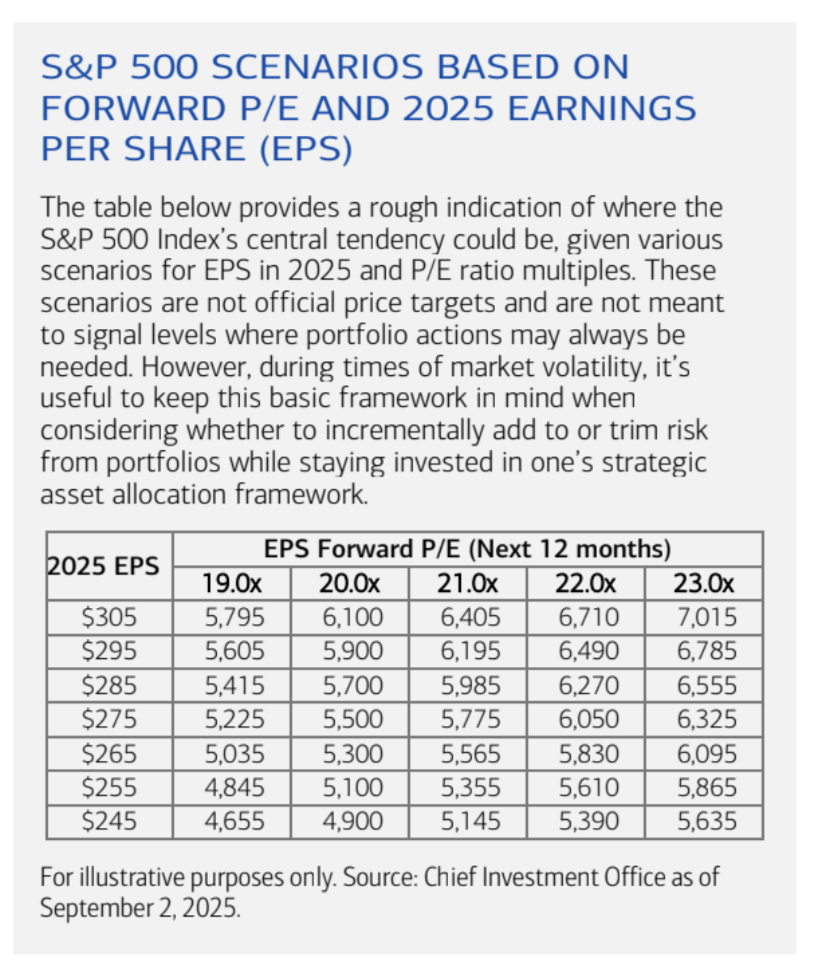 S&P 500 SCENARIOS BASED ON
FORWARD P/E AND 2025 EARNINGS
PER SHARE (EPS)
The table below provides a rough indication of where the
S&P 500 Index’s central tendency could be, given various
scenarios for EPS in 2025 and P/E ratio multiples. These
scenarios are not official price targets and are not meant
to signal levels where portfolio actions may always be
needed. However, during times of market volatility, it’s
useful to keep this basic framework in mind when
considering whether to incrementally add to or trim risk
from portfolios while staying invested in one’s strategic
asset allocation framework.
2025 EPS EPS Forward P/E (Next 12 months)
19.0x 20.0x 21.0x 22.0x 23.0x
$305 5,795 6,100 6,405 6,710 7,015
$295 5,605 5,900 6,195 6,490 6,785
$285 5,415 5,700 5,985 6,270 6,555
$275 5,225 5,500 5,775 6,050 6,325
$265 5,035 5,300 5,565 5,830 6,095
$255 4,845 5,100 5,355 5,610 5,865
$245 4,655 4,900 5,145 5,390 5,635
For illustrative purposes only. Source: Chief Investment Office as of
September 2, 2025.